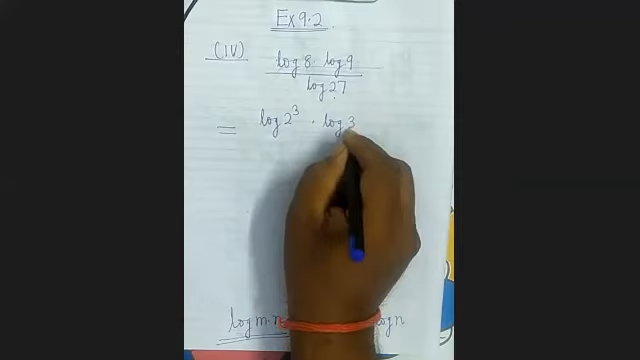 Ex 9.2
(IV) log 8 · log 9
log 27
= log 2³ · log 3
log m·n log n